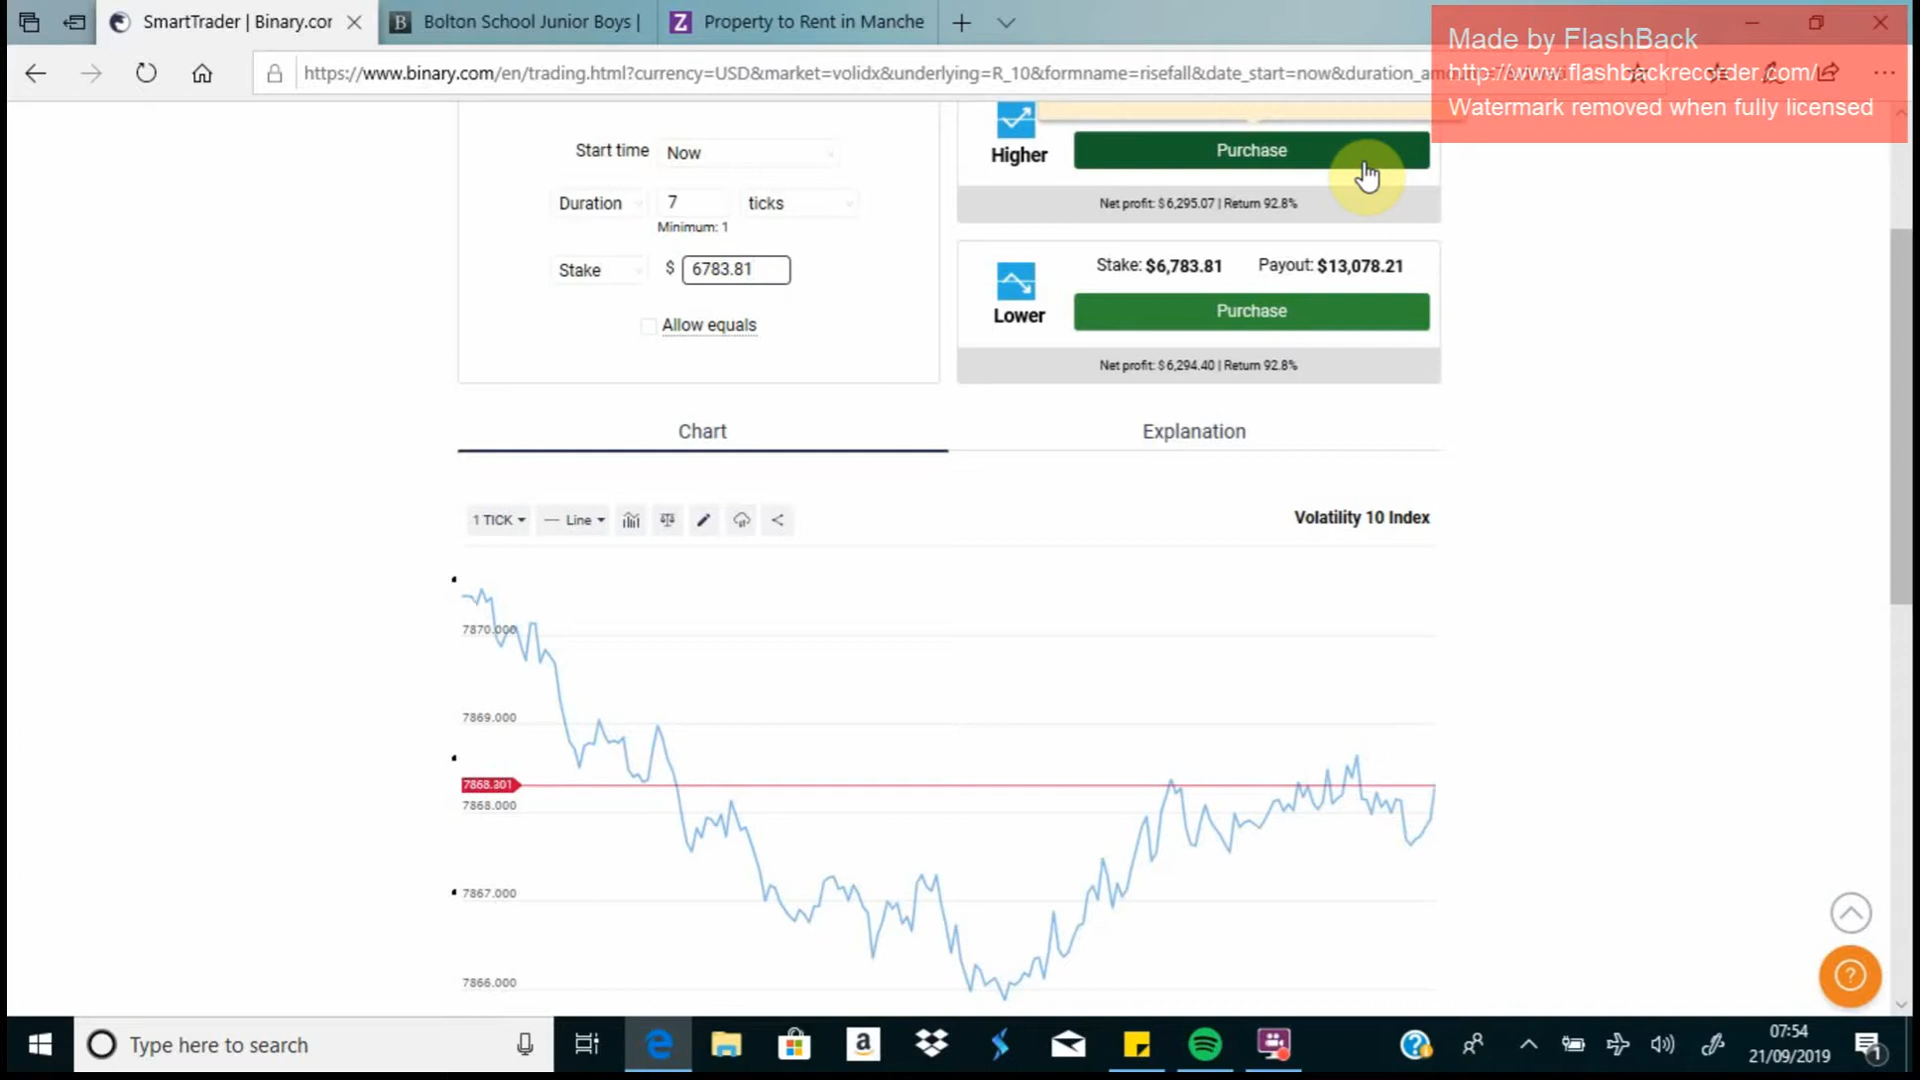 SmartTrader | Binary.cor
B Bolton School Junior Boys |
Z Property to Rent in Manche
Made by FlashBack
http://www.flashbackrecorder.com/
Watermark removed when fully licensed
https://www.binary.com/en/trading.html?currency=USD&market=volidx&underlying=R_10&formname=risefall&date_start=now&duration_am
Start time Now
Duration 7 ticks
Minimum: 1
Stake $ 6783.81
Allow equals
Higher
Purchase
Net profit: $6,295.07 | Return 92.8%
Stake: $6,783.81 Payout: $13,078.21
Lower
Purchase
Net profit: $6,294.40 | Return 92.8%
Chart
Explanation
1 TICK
Line
Volatility 10 Index
7870.000
7869.000
7868.301
7868.000
7867.000
7866.000
Type here to search
07:54
21/09/2019
1